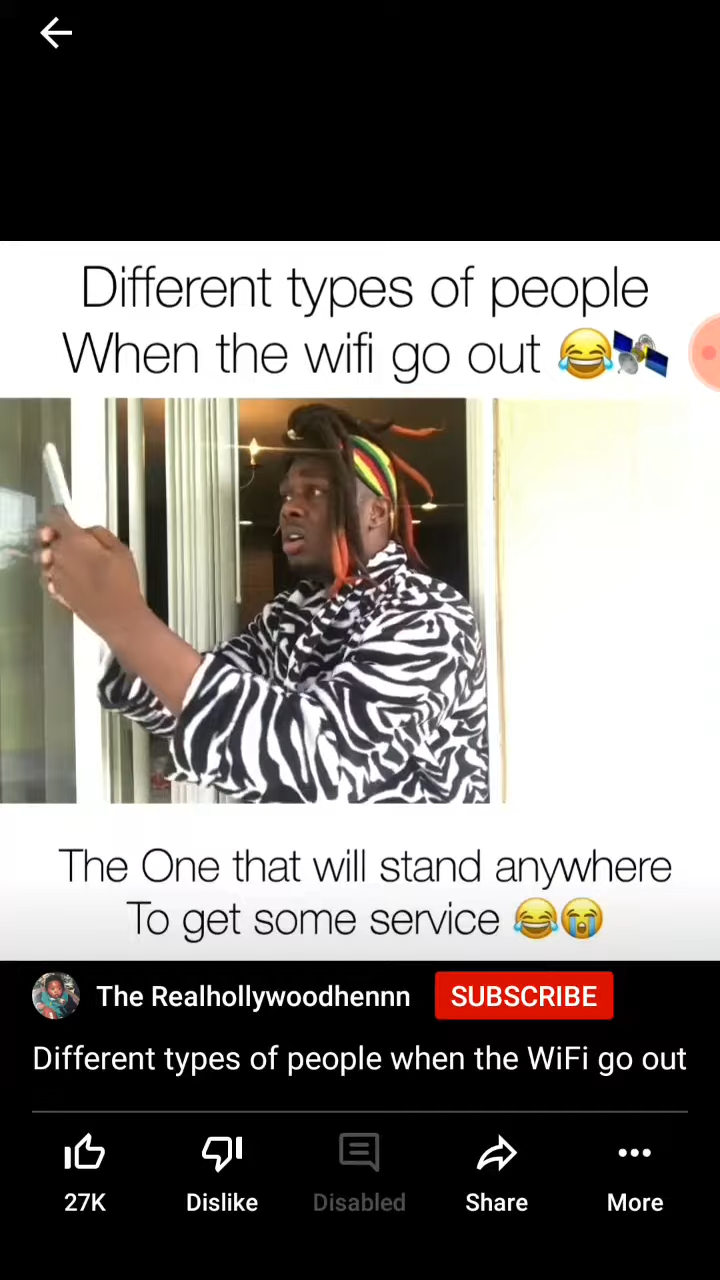 Different types of people
When the wifi go out 😂🛰
The One that will stand anywhere
To get some service 😂😭
The Realhollywoodhennn SUBSCRIBE
Different types of people when the WiFi go out
27K Dislike Disabled Share More